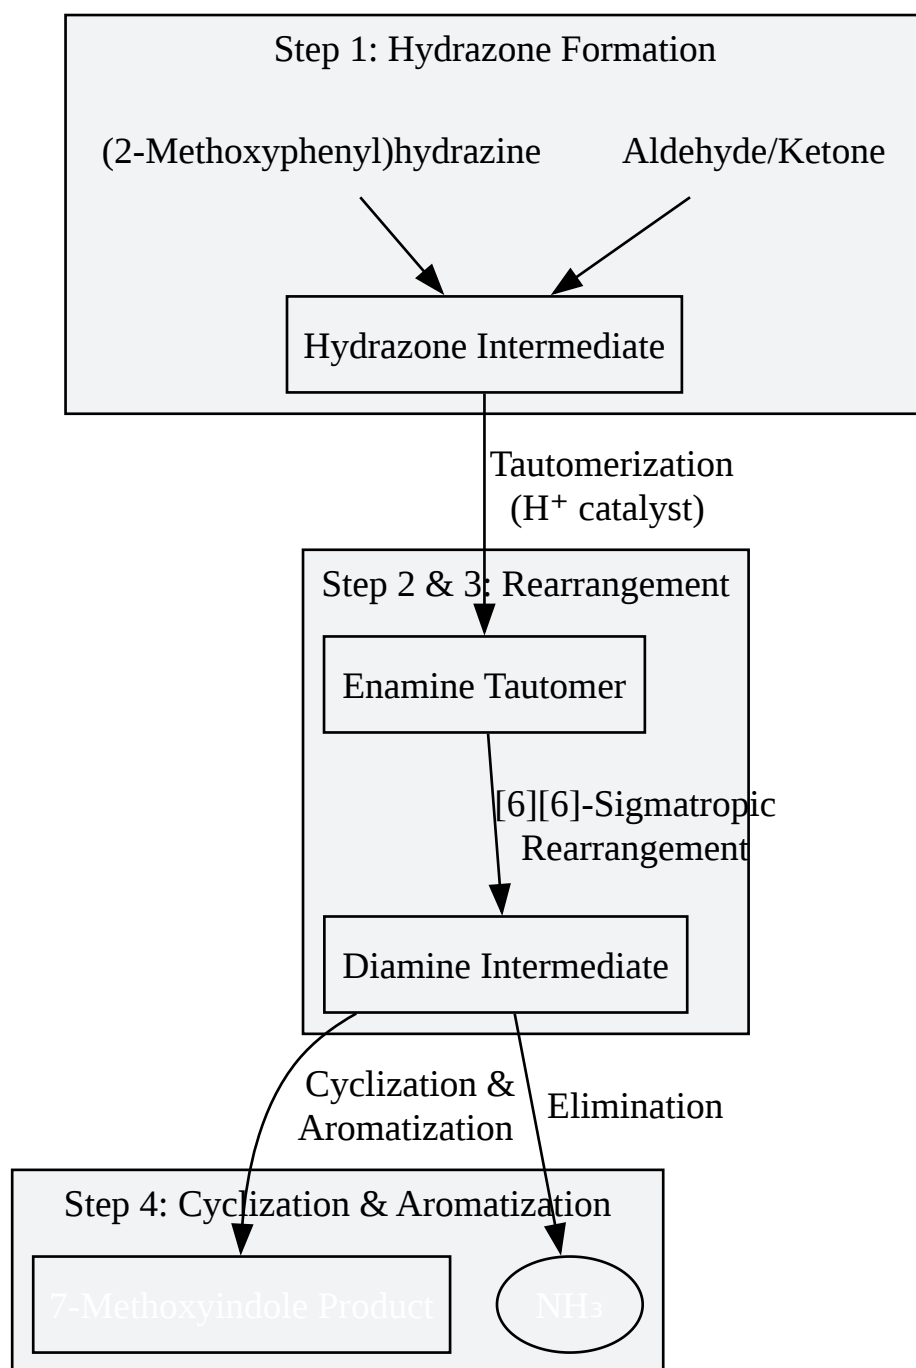 Step 1: Hydrazone Formation
(2-Methoxyphenyl)hydrazine
Aldehyde/Ketone
Hydrazone Intermediate
Tautomerization
(H⁺ catalyst)
Step 2 & 3: Rearrangement
Enamine Tautomer
[6][6]-Sigmatropic
Rearrangement
Diamine Intermediate
Cyclization &
Aromatization
Elimination
Step 4: Cyclization & Aromatization
7-Methoxyindole Product
NH₃